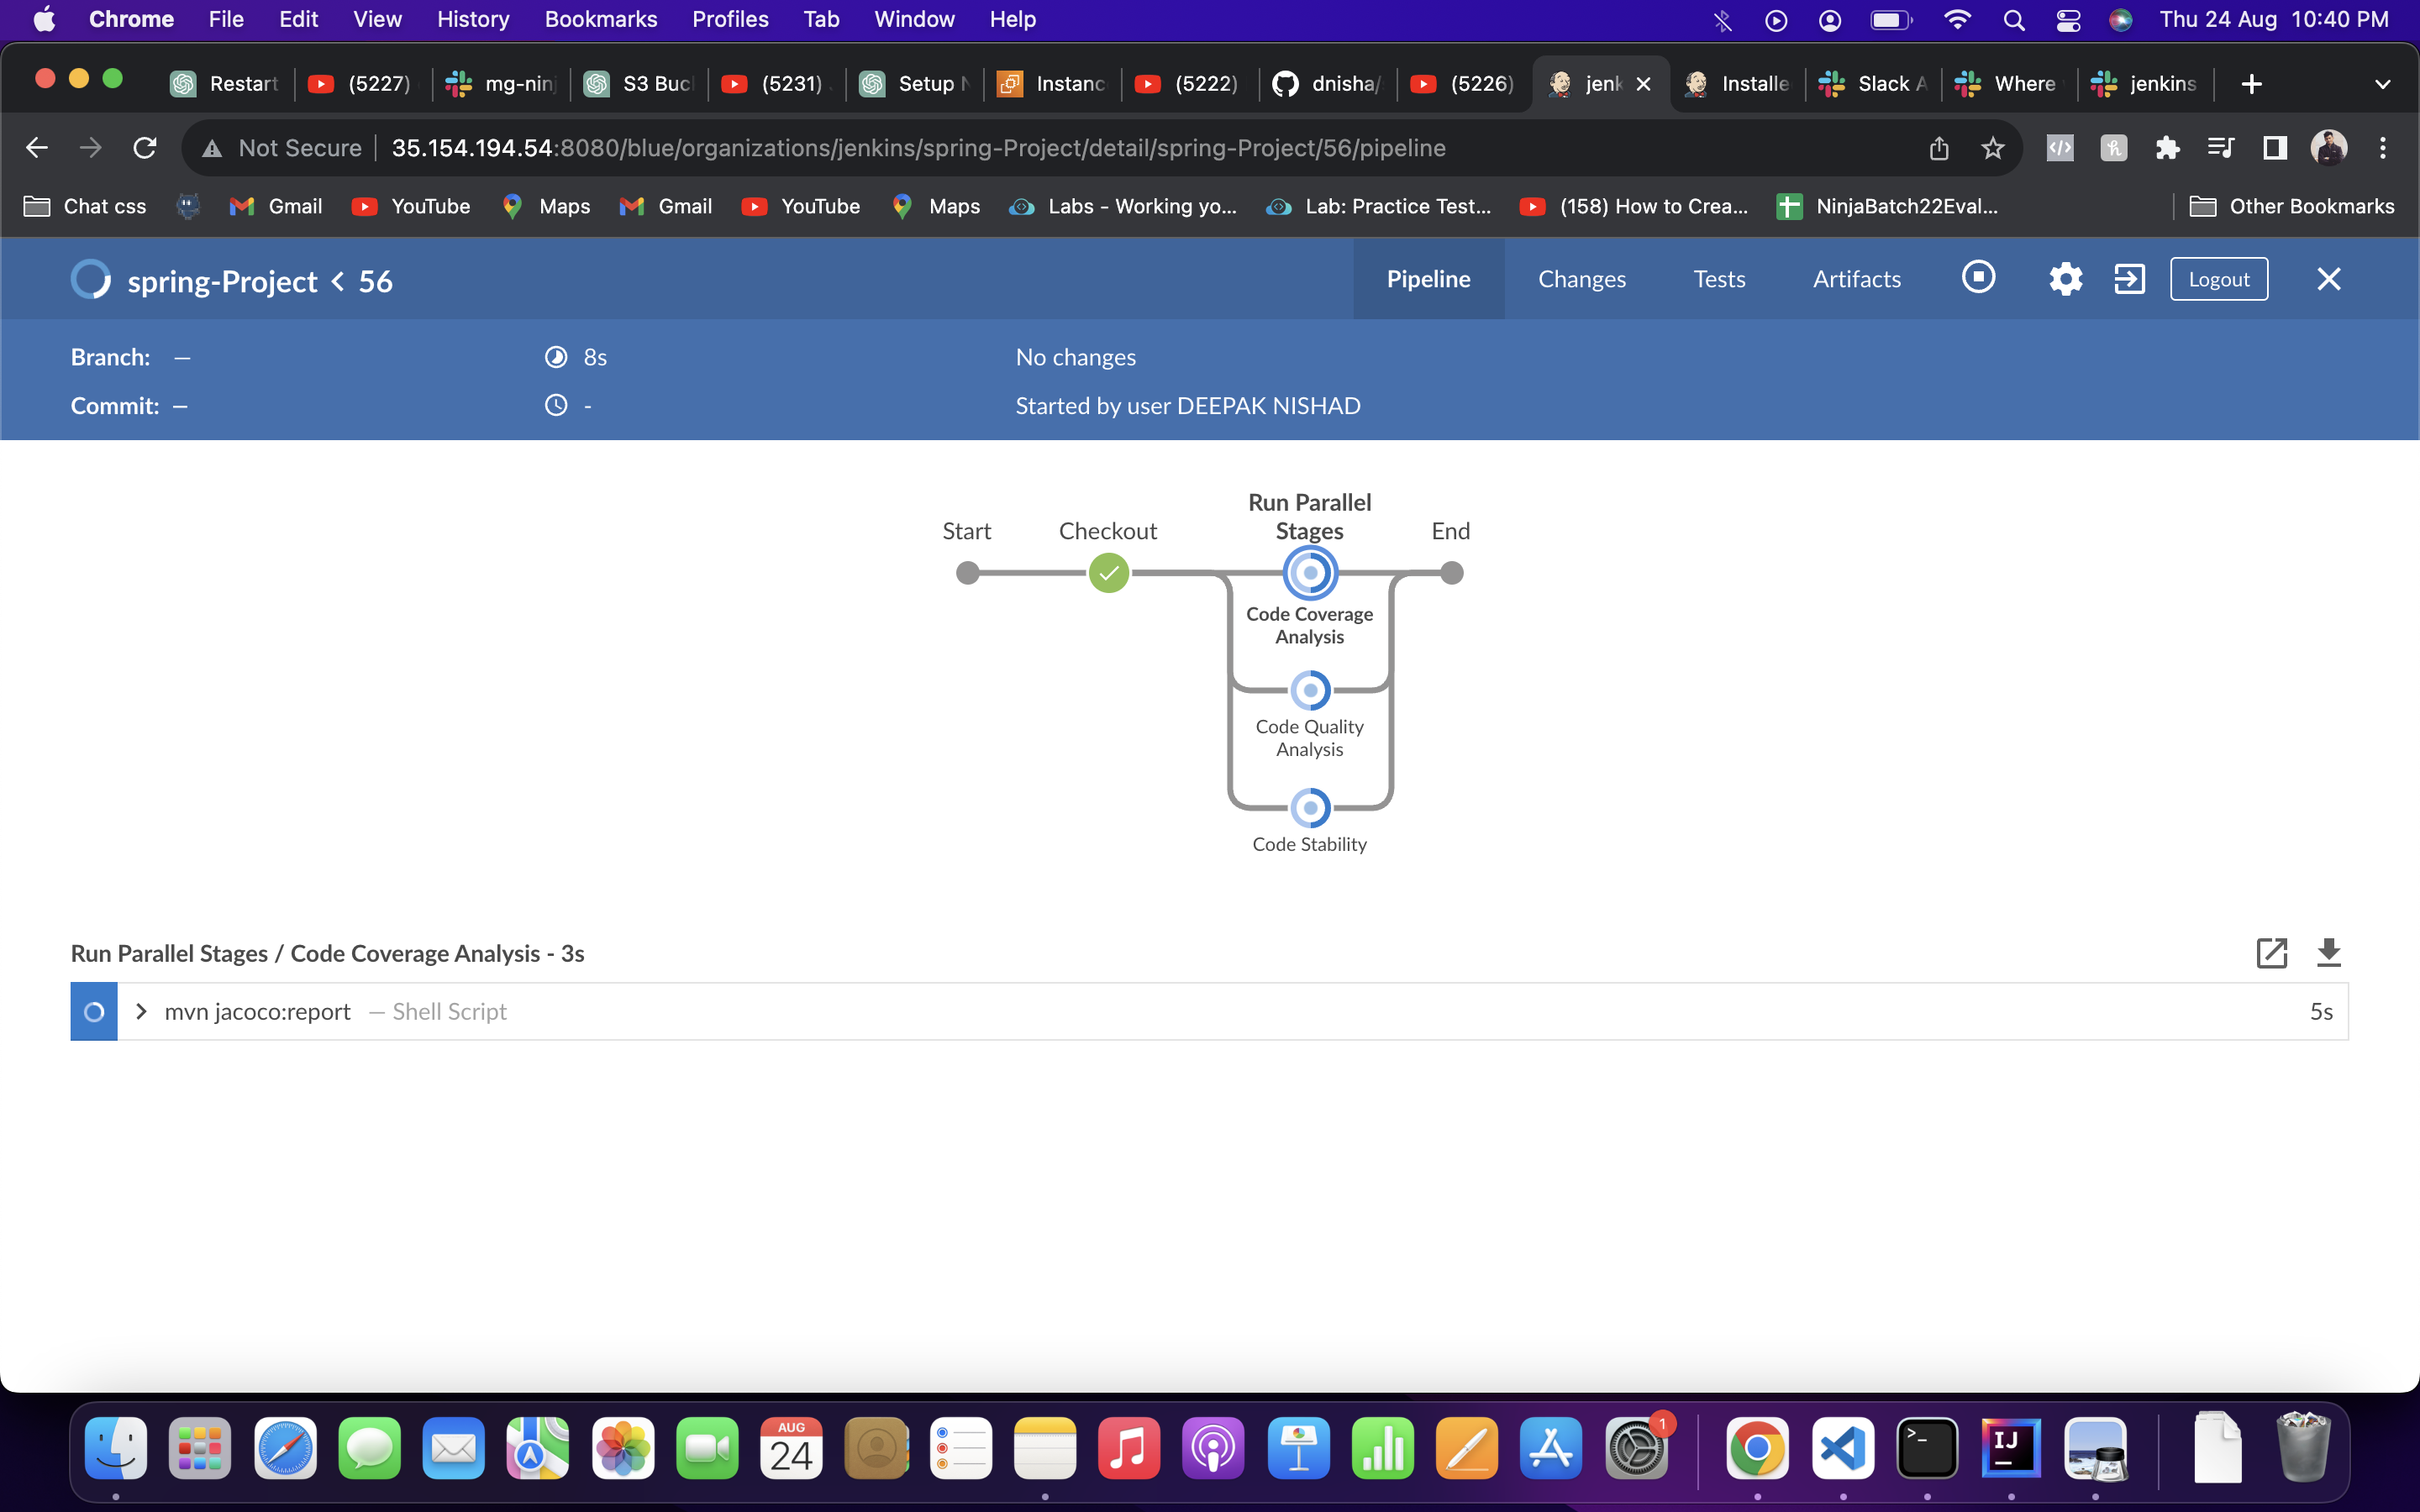 Chrome File Edit View History Bookmarks Profiles Tab Window Help Thu 24 Aug 10:40 PM
Restart (5227) mg-nin S3 Buc (5231) Setup Instanc (5222) dnisha/ (5226) jenk Installe Slack A Where jenkins
Not Secure 35.154.194.54:8080/blue/organizations/jenkins/spring-Project/detail/spring-Project/56/pipeline
Chat css Gmail YouTube Maps Gmail YouTube Maps Labs - Working yo... Lab: Practice Test... (158) How to Crea... NinjaBatch22Eval... Other Bookmarks
spring-Project < 56 Pipeline Changes Tests Artifacts Logout
Branch: — 8s No changes
Commit: — - Started by user DEEPAK NISHAD
Run Parallel
Start Checkout Stages End
Code Coverage
Analysis
Code Quality
Analysis
Code Stability
Run Parallel Stages / Code Coverage Analysis - 3s
mvn jacoco:report — Shell Script 5s
AUG
24
1
>_
IJ